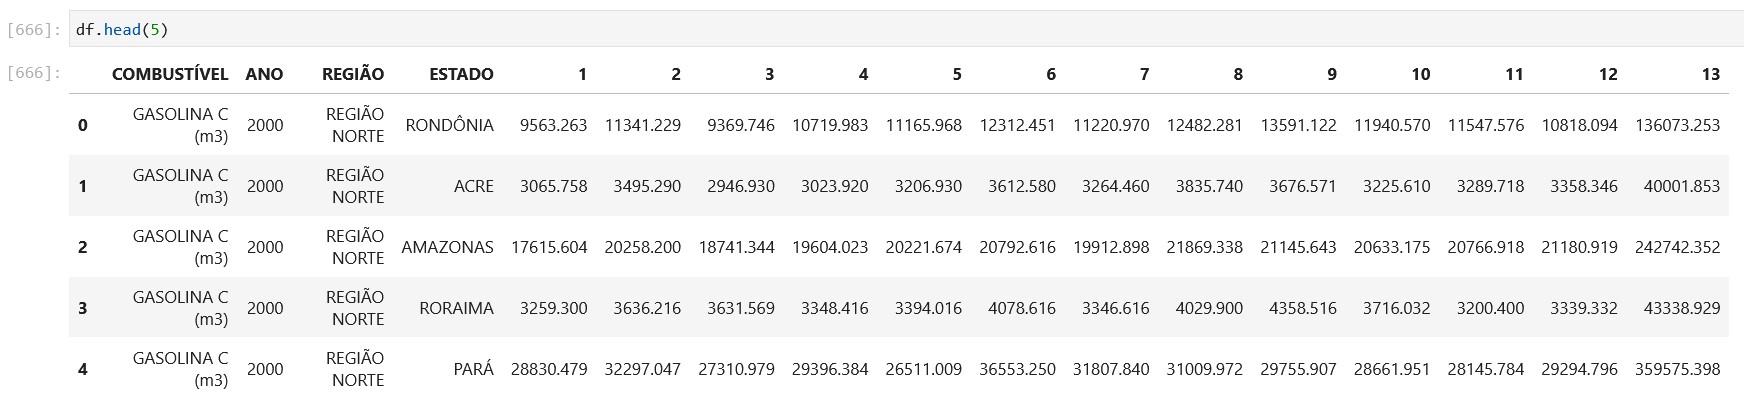 [666]: df.head(5)
[666]: COMBUSTÍVEL ANO REGIÃO ESTADO 1 2 3 4 5 6 7 8 9 10 11 12 13
0 GASOLINA C (m3) 2000 REGIÃO NORTE RONDÔNIA 9563.263 11341.229 9369.746 10719.983 11165.968 12312.451 11220.970 12482.281 13591.122 11940.570 11547.576 10818.094 136073.253
1 GASOLINA C (m3) 2000 REGIÃO NORTE ACRE 3065.758 3495.290 2946.930 3023.920 3206.930 3612.580 3264.460 3835.740 3676.571 3225.610 3289.718 3358.346 40001.853
2 GASOLINA C (m3) 2000 REGIÃO NORTE AMAZONAS 17615.604 20258.200 18741.344 19604.023 20221.674 20792.616 19912.898 21869.338 21145.643 20633.175 20766.918 21180.919 242742.352
3 GASOLINA C (m3) 2000 REGIÃO NORTE RORAIMA 3259.300 3636.216 3631.569 3348.416 3394.016 4078.616 3346.616 4029.900 4358.516 3716.032 3200.400 3339.332 43338.929
4 GASOLINA C (m3) 2000 REGIÃO NORTE PARÁ 28830.479 32297.047 27310.979 29396.384 26511.009 36553.250 31807.840 31009.972 29755.907 28661.951 28145.784 29294.796 359575.398